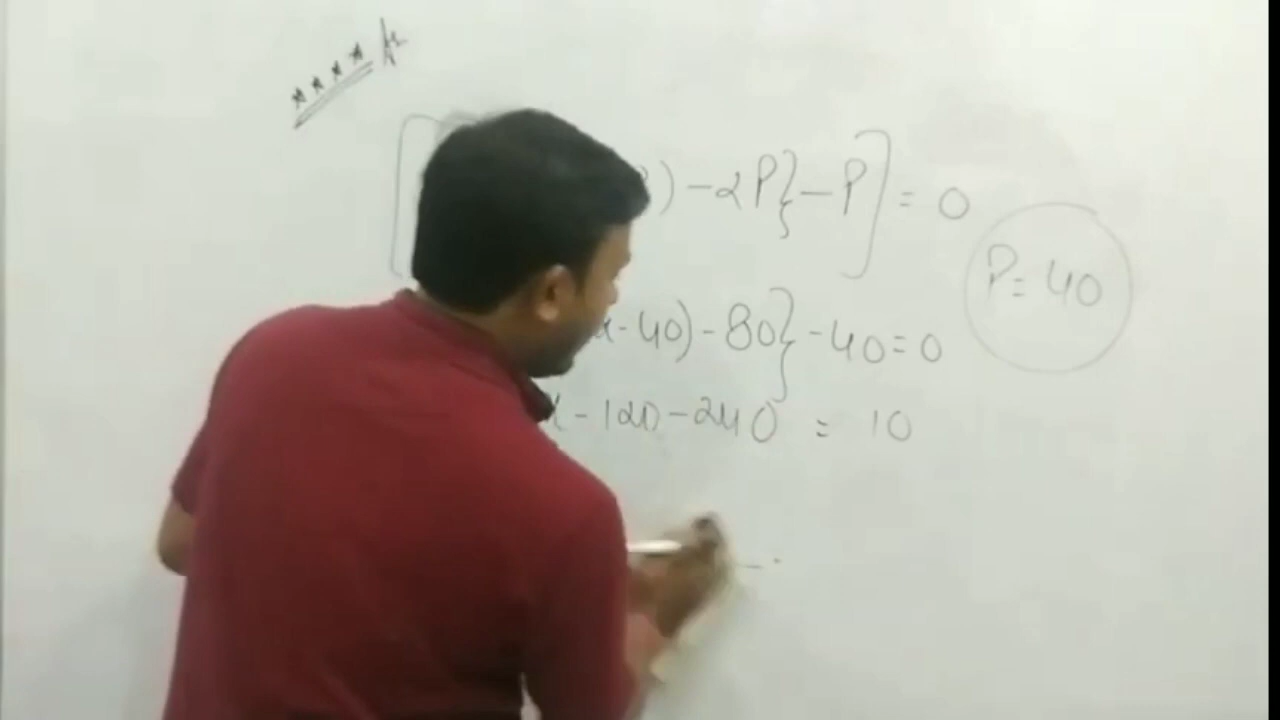 ) - 2P} - P] = 0
P = 40
x - 40) - 80} - 40 = 0
x - 120 - 240 = 10